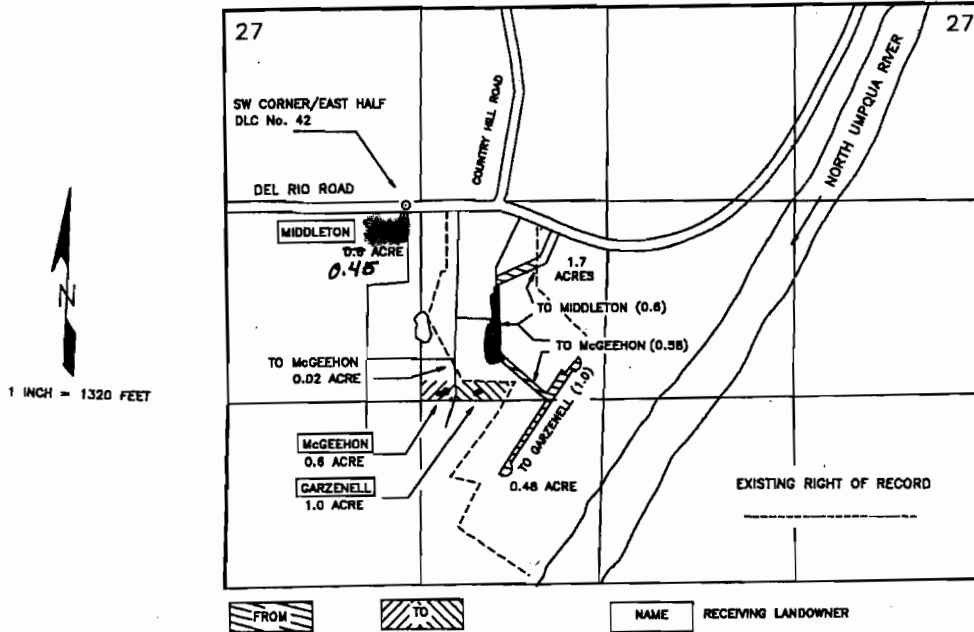 27
27
SW CORNER/EAST HALF
DLC No. 42
COUNTRY HILL ROAD
NORTH UMPQUA RIVER
DEL RIO ROAD
MIDDLETON
0.6 ACRE
0.45
1.7
ACRES
TO MIDDLETON (0.6)
TO McGEEHON (0.58)
N
1 INCH = 1320 FEET
TO McGEEHON
0.02 ACRE
TO GARZENELL (1.0)
McGEEHON
0.6 ACRE
GARZENELL
1.0 ACRE
0.48 ACRE
EXISTING RIGHT OF RECORD
FROM
TO
NAME
RECEIVING LANDOWNER